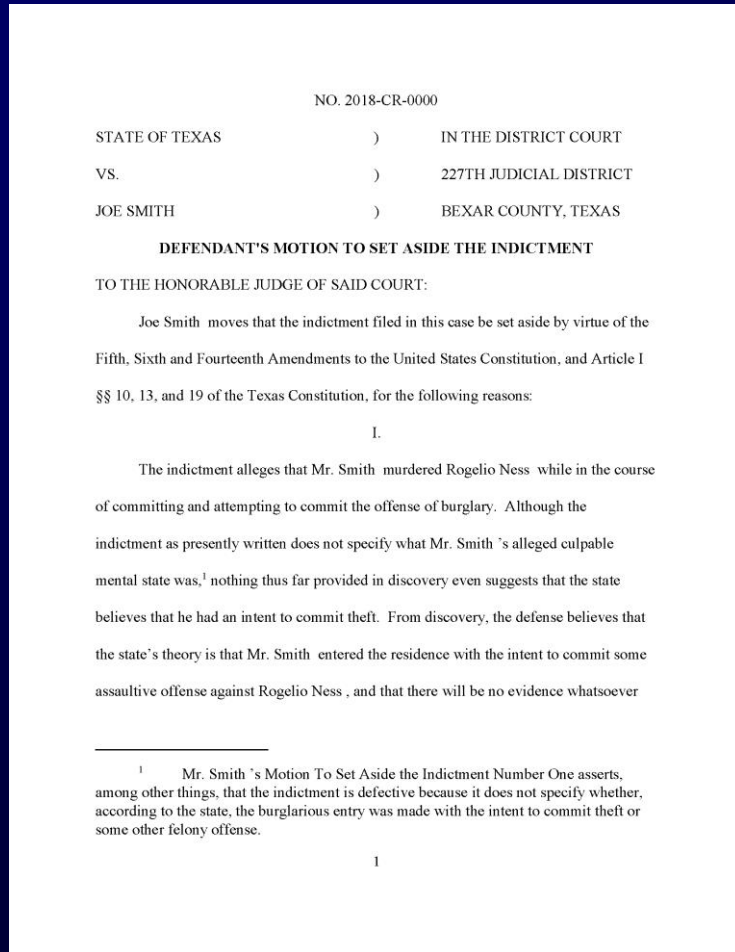 NO. 2018-CR-0000
STATE OF TEXAS ) IN THE DISTRICT COURT
VS. ) 227TH JUDICIAL DISTRICT
JOE SMITH ) BEXAR COUNTY, TEXAS
DEFENDANT'S MOTION TO SET ASIDE THE INDICTMENT
TO THE HONORABLE JUDGE OF SAID COURT:
Joe Smith moves that the indictment filed in this case be set aside by virtue of the
Fifth, Sixth and Fourteenth Amendments to the United States Constitution, and Article I
§§ 10, 13, and 19 of the Texas Constitution, for the following reasons:
I.
The indictment alleges that Mr. Smith murdered Rogelio Ness while in the course
of committing and attempting to commit the offense of burglary. Although the
indictment as presently written does not specify what Mr. Smith 's alleged culpable
mental state was,¹ nothing thus far provided in discovery even suggests that the state
believes that he had an intent to commit theft. From discovery, the defense believes that
the state's theory is that Mr. Smith entered the residence with the intent to commit some
assaultive offense against Rogelio Ness , and that there will be no evidence whatsoever
¹ Mr. Smith 's Motion To Set Aside the Indictment Number One asserts,
among other things, that the indictment is defective because it does not specify whether,
according to the state, the burglarious entry was made with the intent to commit theft or
some other felony offense.
1